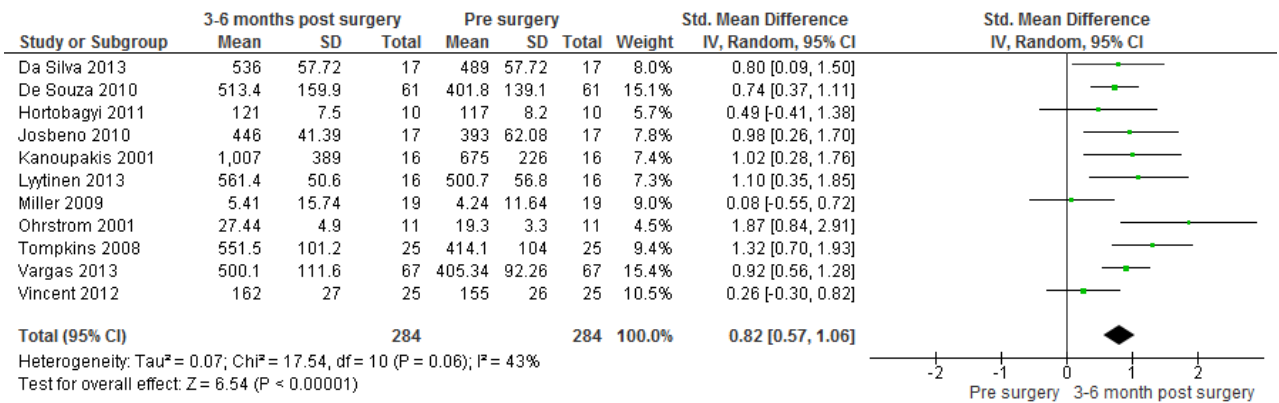 3-6 months post surgery Pre surgery Std. Mean Difference Std. Mean Difference
Study or Subgroup Mean SD Total Mean SD Total Weight IV, Random, 95% CI IV, Random, 95% CI
Da Silva 2013 536 57.72 17 489 57.72 17 8.0% 0.80 [0.09, 1.50]
De Souza 2010 513.4 159.9 61 401.8 139.1 61 15.1% 0.74 [0.37, 1.11]
Hortobagyi 2011 121 7.5 10 117 8.2 10 5.7% 0.49 [-0.41, 1.38]
Josbeno 2010 446 41.39 17 393 62.08 17 7.8% 0.98 [0.26, 1.70]
Kanoupakis 2001 1,007 389 16 675 226 16 7.4% 1.02 [0.28, 1.76]
Lyytinen 2013 561.4 50.6 16 500.7 56.8 16 7.3% 1.10 [0.35, 1.85]
Miller 2009 5.41 15.74 19 4.24 11.64 19 9.0% 0.08 [-0.55, 0.72]
Ohrstrom 2001 27.44 4.9 11 19.3 3.3 11 4.5% 1.87 [0.84, 2.91]
Tompkins 2008 551.5 101.2 25 414.1 104 25 9.4% 1.32 [0.70, 1.93]
Vargas 2013 500.1 111.6 67 405.34 92.26 67 15.4% 0.92 [0.56, 1.28]
Vincent 2012 162 27 25 155 26 25 10.5% 0.26 [-0.30, 0.82]
Total (95% CI) 284 284 100.0% 0.82 [0.57, 1.06]
Heterogeneity: Tau² = 0.07; Chi² = 17.54, df = 10 (P = 0.06); I² = 43%
Test for overall effect: Z = 6.54 (P < 0.00001)
-2 -1 0 1 2
Pre surgery 3-6 month post surgery